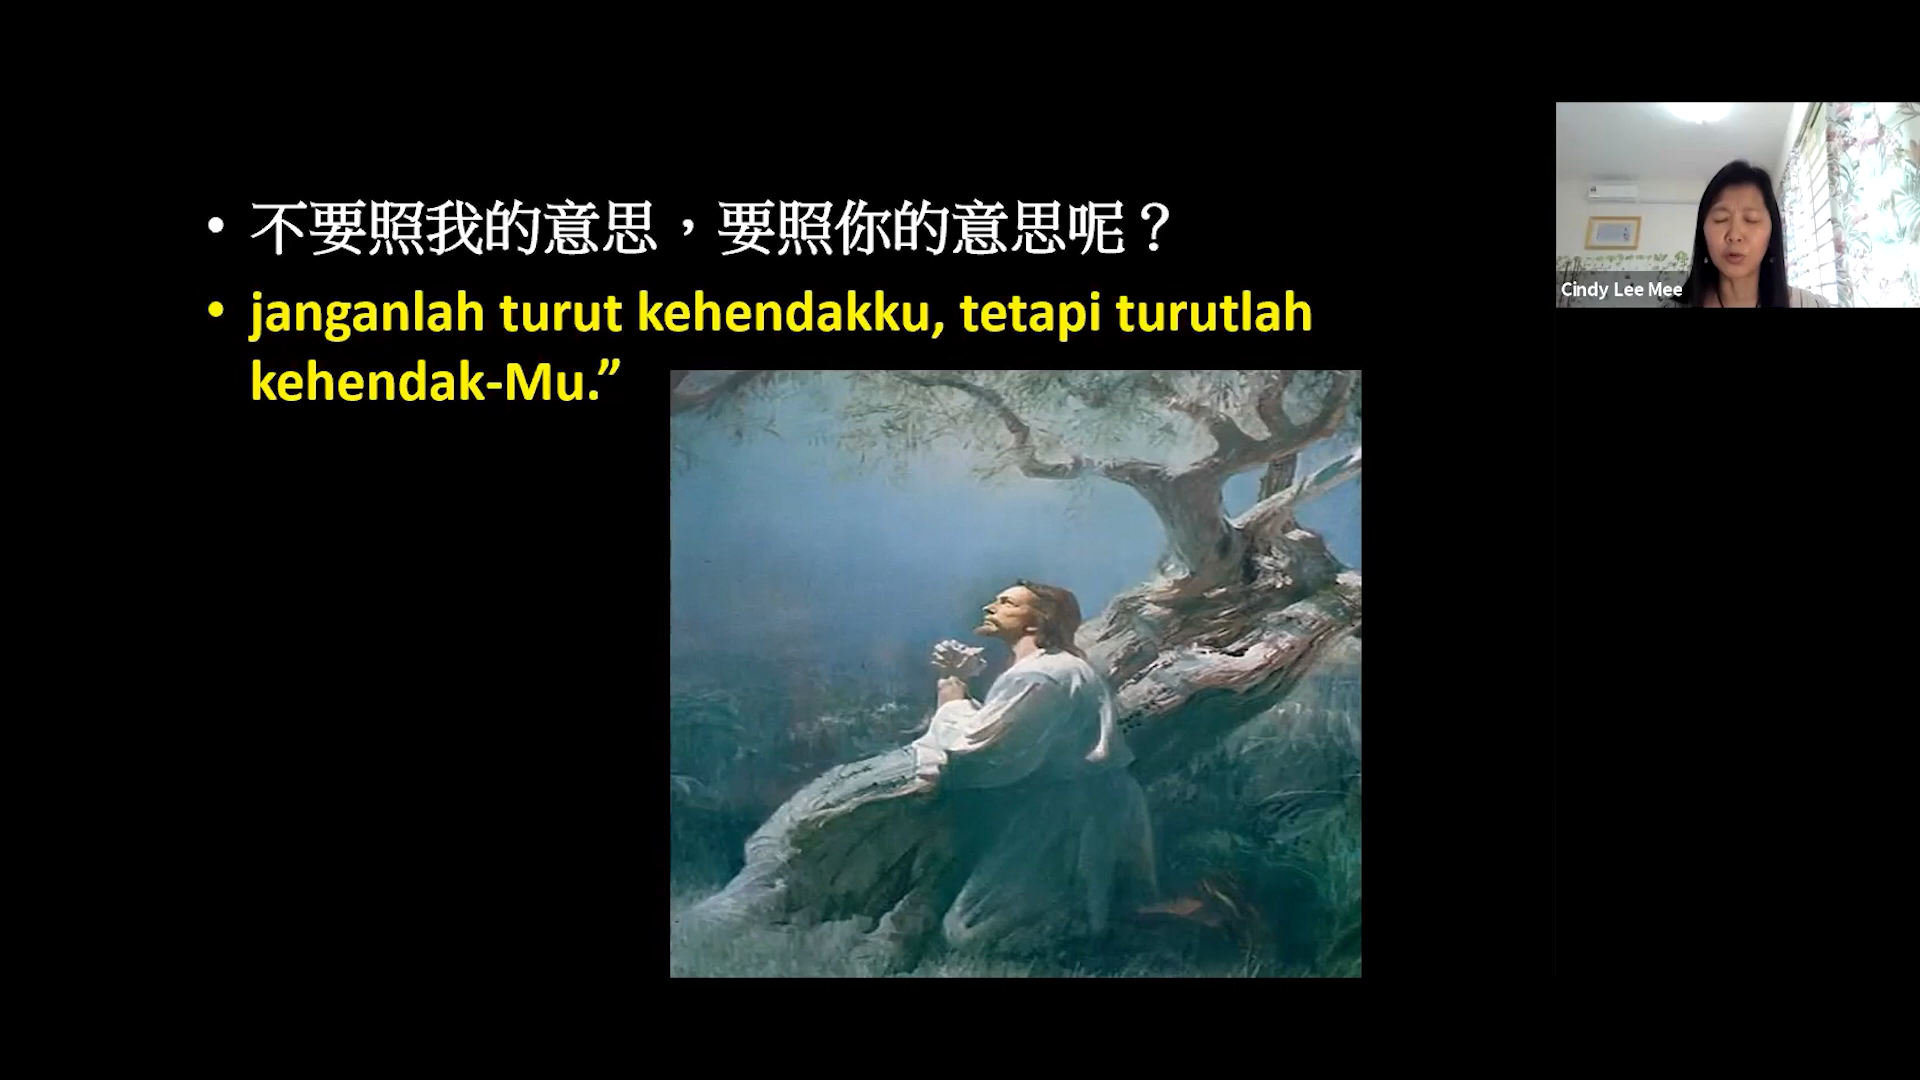 • 不要照我的意思，要照你的意思呢？
• janganlah turut kehendakku, tetapi turutlah
kehendak-Mu.”
Cindy Lee Mee